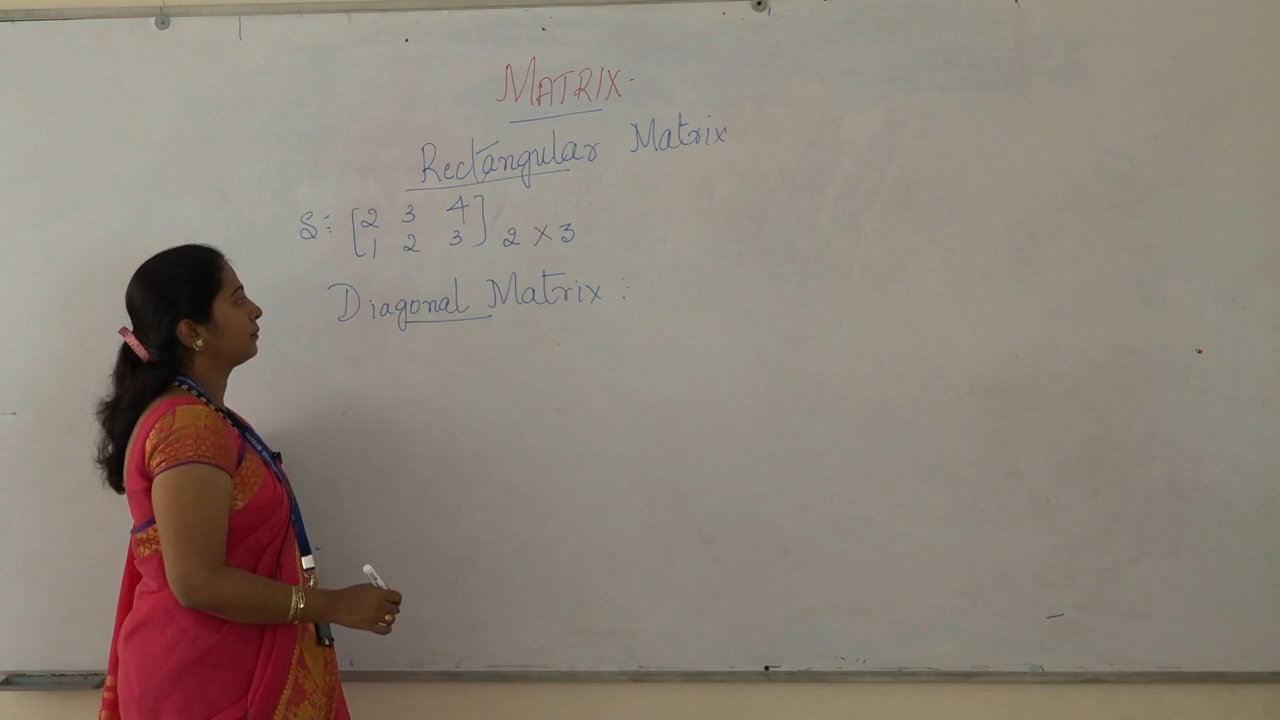 MATRIX.
Rectangular Matrix
S: [2 3 4
1 2 3] 2 × 3
Diagonal Matrix :